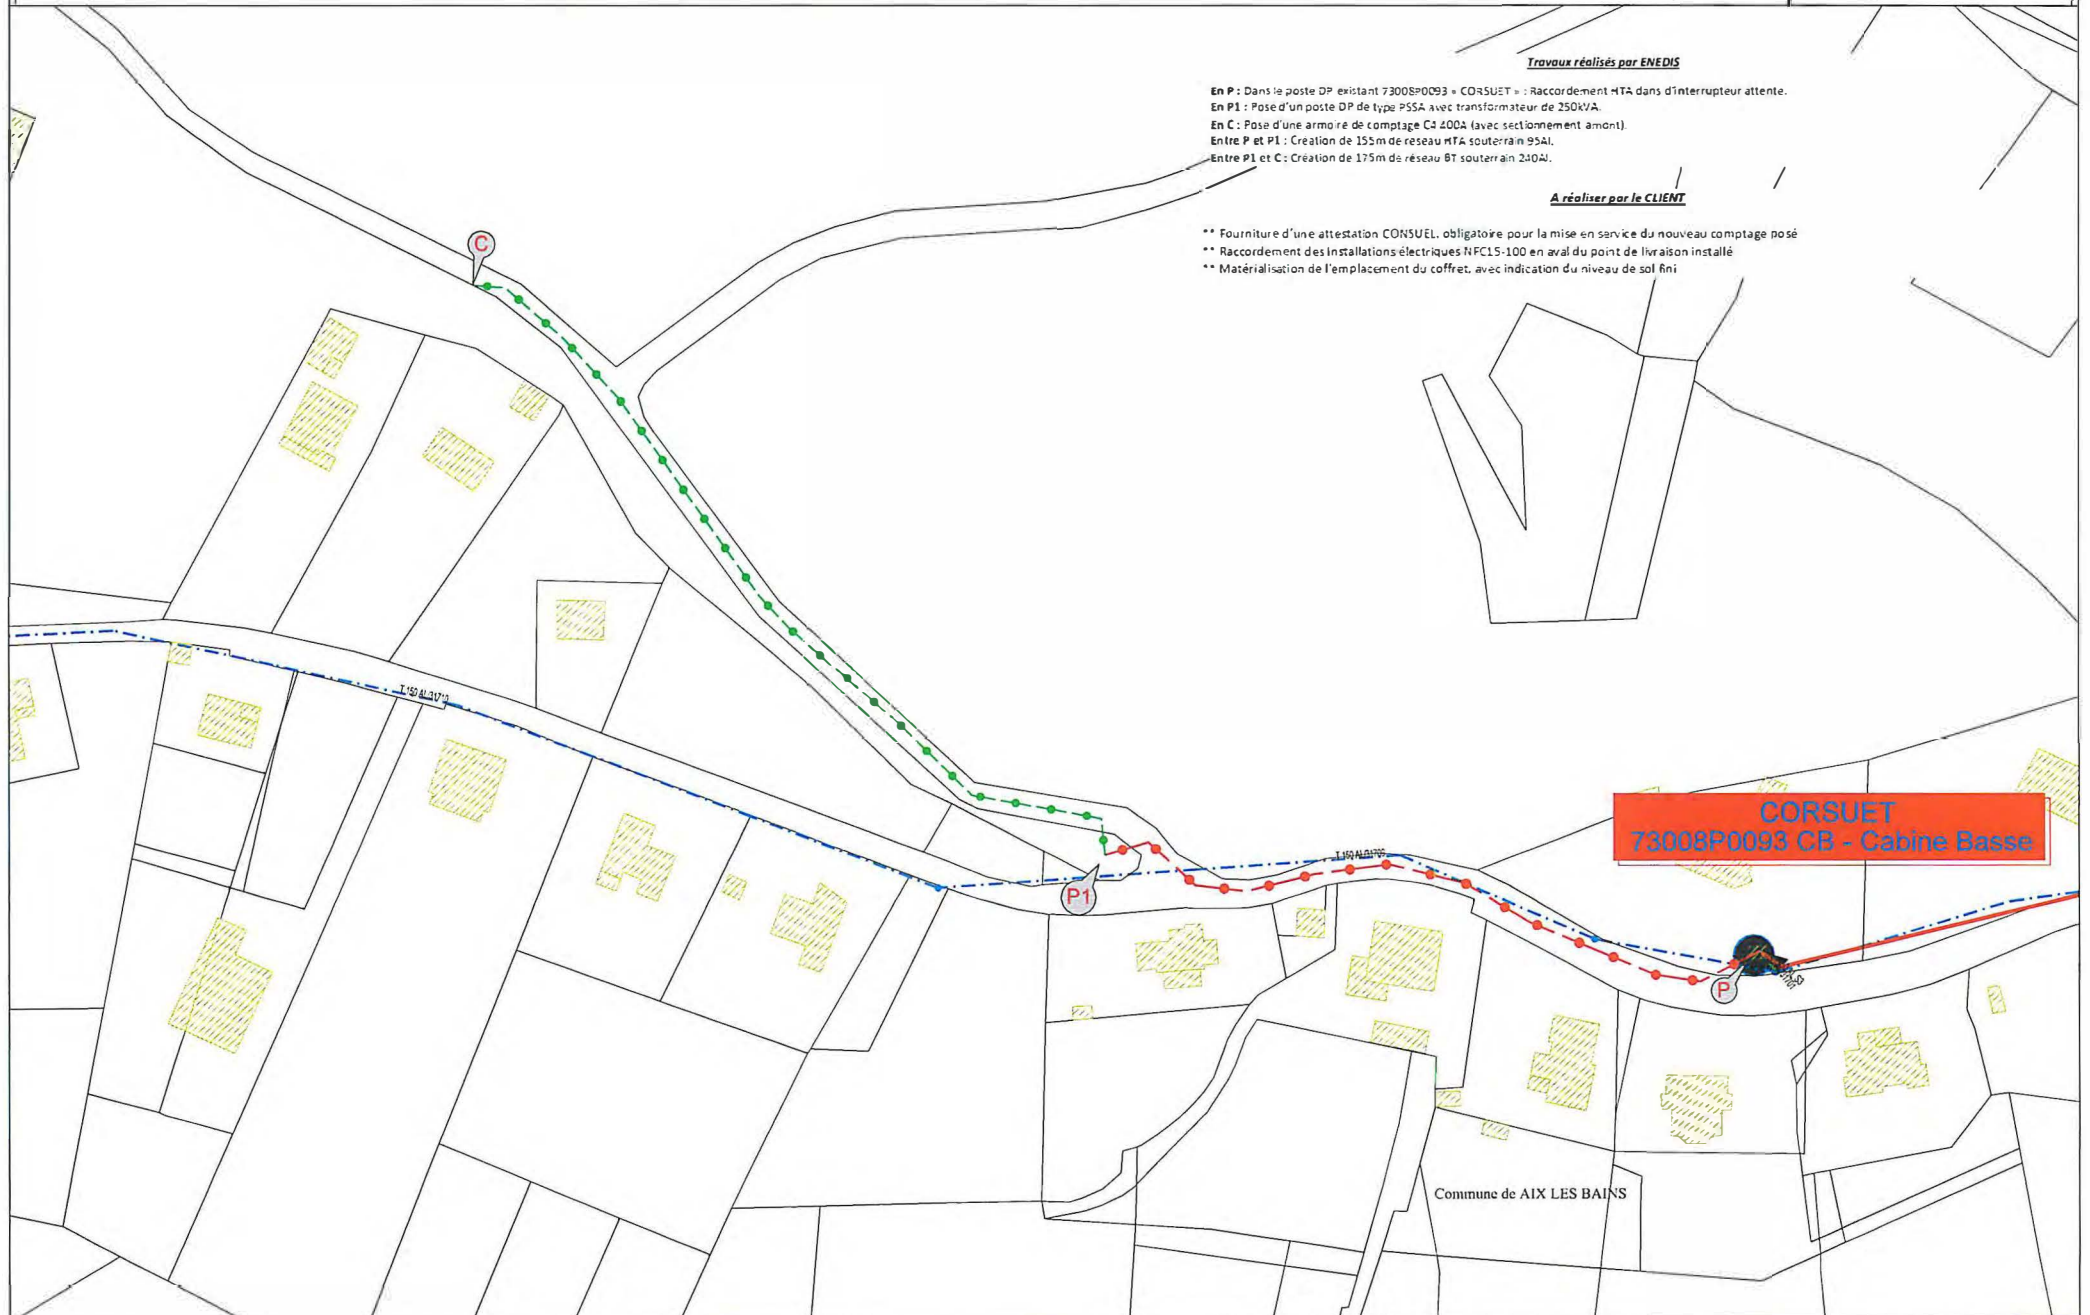 Travaux réalisés par ENEDIS
En P : Dans le poste DP existant 73008P0093 « CORSUET » : Raccordement HTA dans d'interrupteur attente.
En P1 : Pose d'un poste DP de type PSSA avec transformateur de 250kVA.
En C : Pose d'une armoire de comptage C4 400A (avec sectionnement amont).
Entre P et P1 : Création de 155m de réseau HTA souterrain 95Al.
Entre P1 et C : Création de 175m de réseau BT souterrain 240Al.
A réaliser par le CLIENT
** Fourniture d'une attestation CONSUEL, obligatoire pour la mise en service du nouveau comptage posé
** Raccordement des installations électriques NFC15-100 en aval du point de livraison installé
** Matérialisation de l'emplacement du coffret, avec indication du niveau de sol fini
C
T 150 AL
CORSUET
73008P0093 CB - Cabine Basse
T 150 AL
P1
P
Commune de AIX LES BAINS